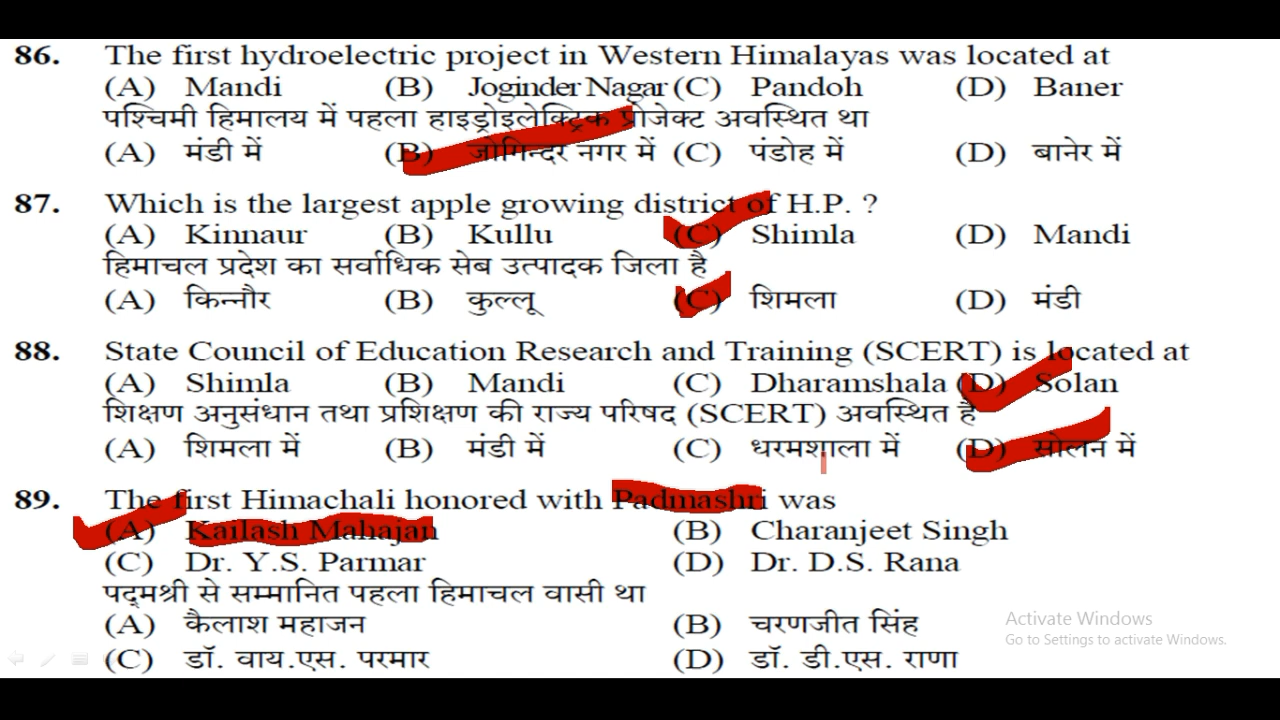 86. The first hydroelectric project in Western Himalayas was located at
(A) Mandi (B) Joginder Nagar (C) Pandoh (D) Baner
पश्चिमी हिमालय में पहला हाइड्रोइलेक्ट्रिक प्रोजेक्ट अवस्थित था
(A) मंडी में (B) जोगिन्दर नगर में (C) पंडोह में (D) बानेर में
87. Which is the largest apple growing district of H.P. ?
(A) Kinnaur (B) Kullu (C) Shimla (D) Mandi
हिमाचल प्रदेश का सर्वाधिक सेब उत्पादक जिला है
(A) किन्नौर (B) कुल्लू (C) शिमला (D) मंडी
88. State Council of Education Research and Training (SCERT) is located at
(A) Shimla (B) Mandi (C) Dharamshala (D) Solan
शिक्षण अनुसंधान तथा प्रशिक्षण की राज्य परिषद (SCERT) अवस्थित है
(A) शिमला में (B) मंडी में (C) धरमशाला में (D) सोलन में
89. The first Himachali honored with Padmashri was
(A) Kailash Mahajan (B) Charanjeet Singh
(C) Dr. Y.S. Parmar (D) Dr. D.S. Rana
पद्मश्री से सम्मानित पहला हिमाचल वासी था
(A) कैलाश महाजन (B) चरणजीत सिंह
(C) डॉ. वाय.एस. परमार (D) डॉ. डी.एस. राणा
Activate Windows
Go to Settings to activate Windows.